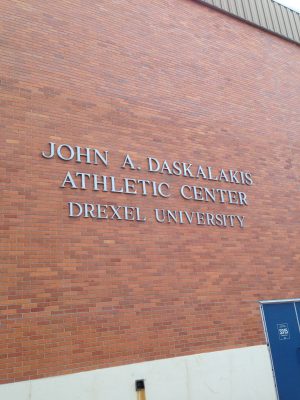 JOHN A. DASKALAKIS
ATHLETIC CENTER
DREXEL UNIVERSITY